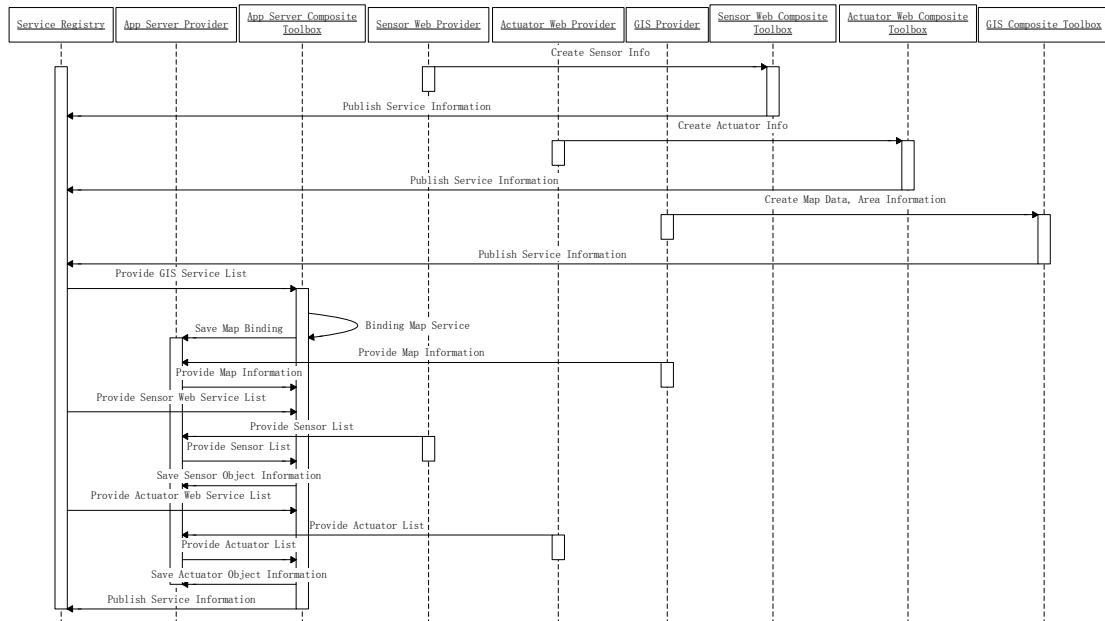 Service Registry
App Server Provider
App Server Composite
Toolbox
Sensor Web Provider
Actuator Web Provider
GIS Provider
Sensor Web Composite
Toolbox
Actuator Web Composite
Toolbox
GIS Composite Toolbox
Create Sensor Info
Publish Service Information
Create Actuator Info
Publish Service Information
Create Map Data, Area Information
Publish Service Information
Provide GIS Service List
Binding Map Service
Save Map Binding
Provide Map Information
Provide Map Information
Provide Sensor Web Service List
Provide Sensor List
Provide Sensor List
Save Sensor Object Information
Provide Actuator Web Service List
Provide Actuator List
Provide Actuator List
Save Actuator Object Information
Publish Service Information